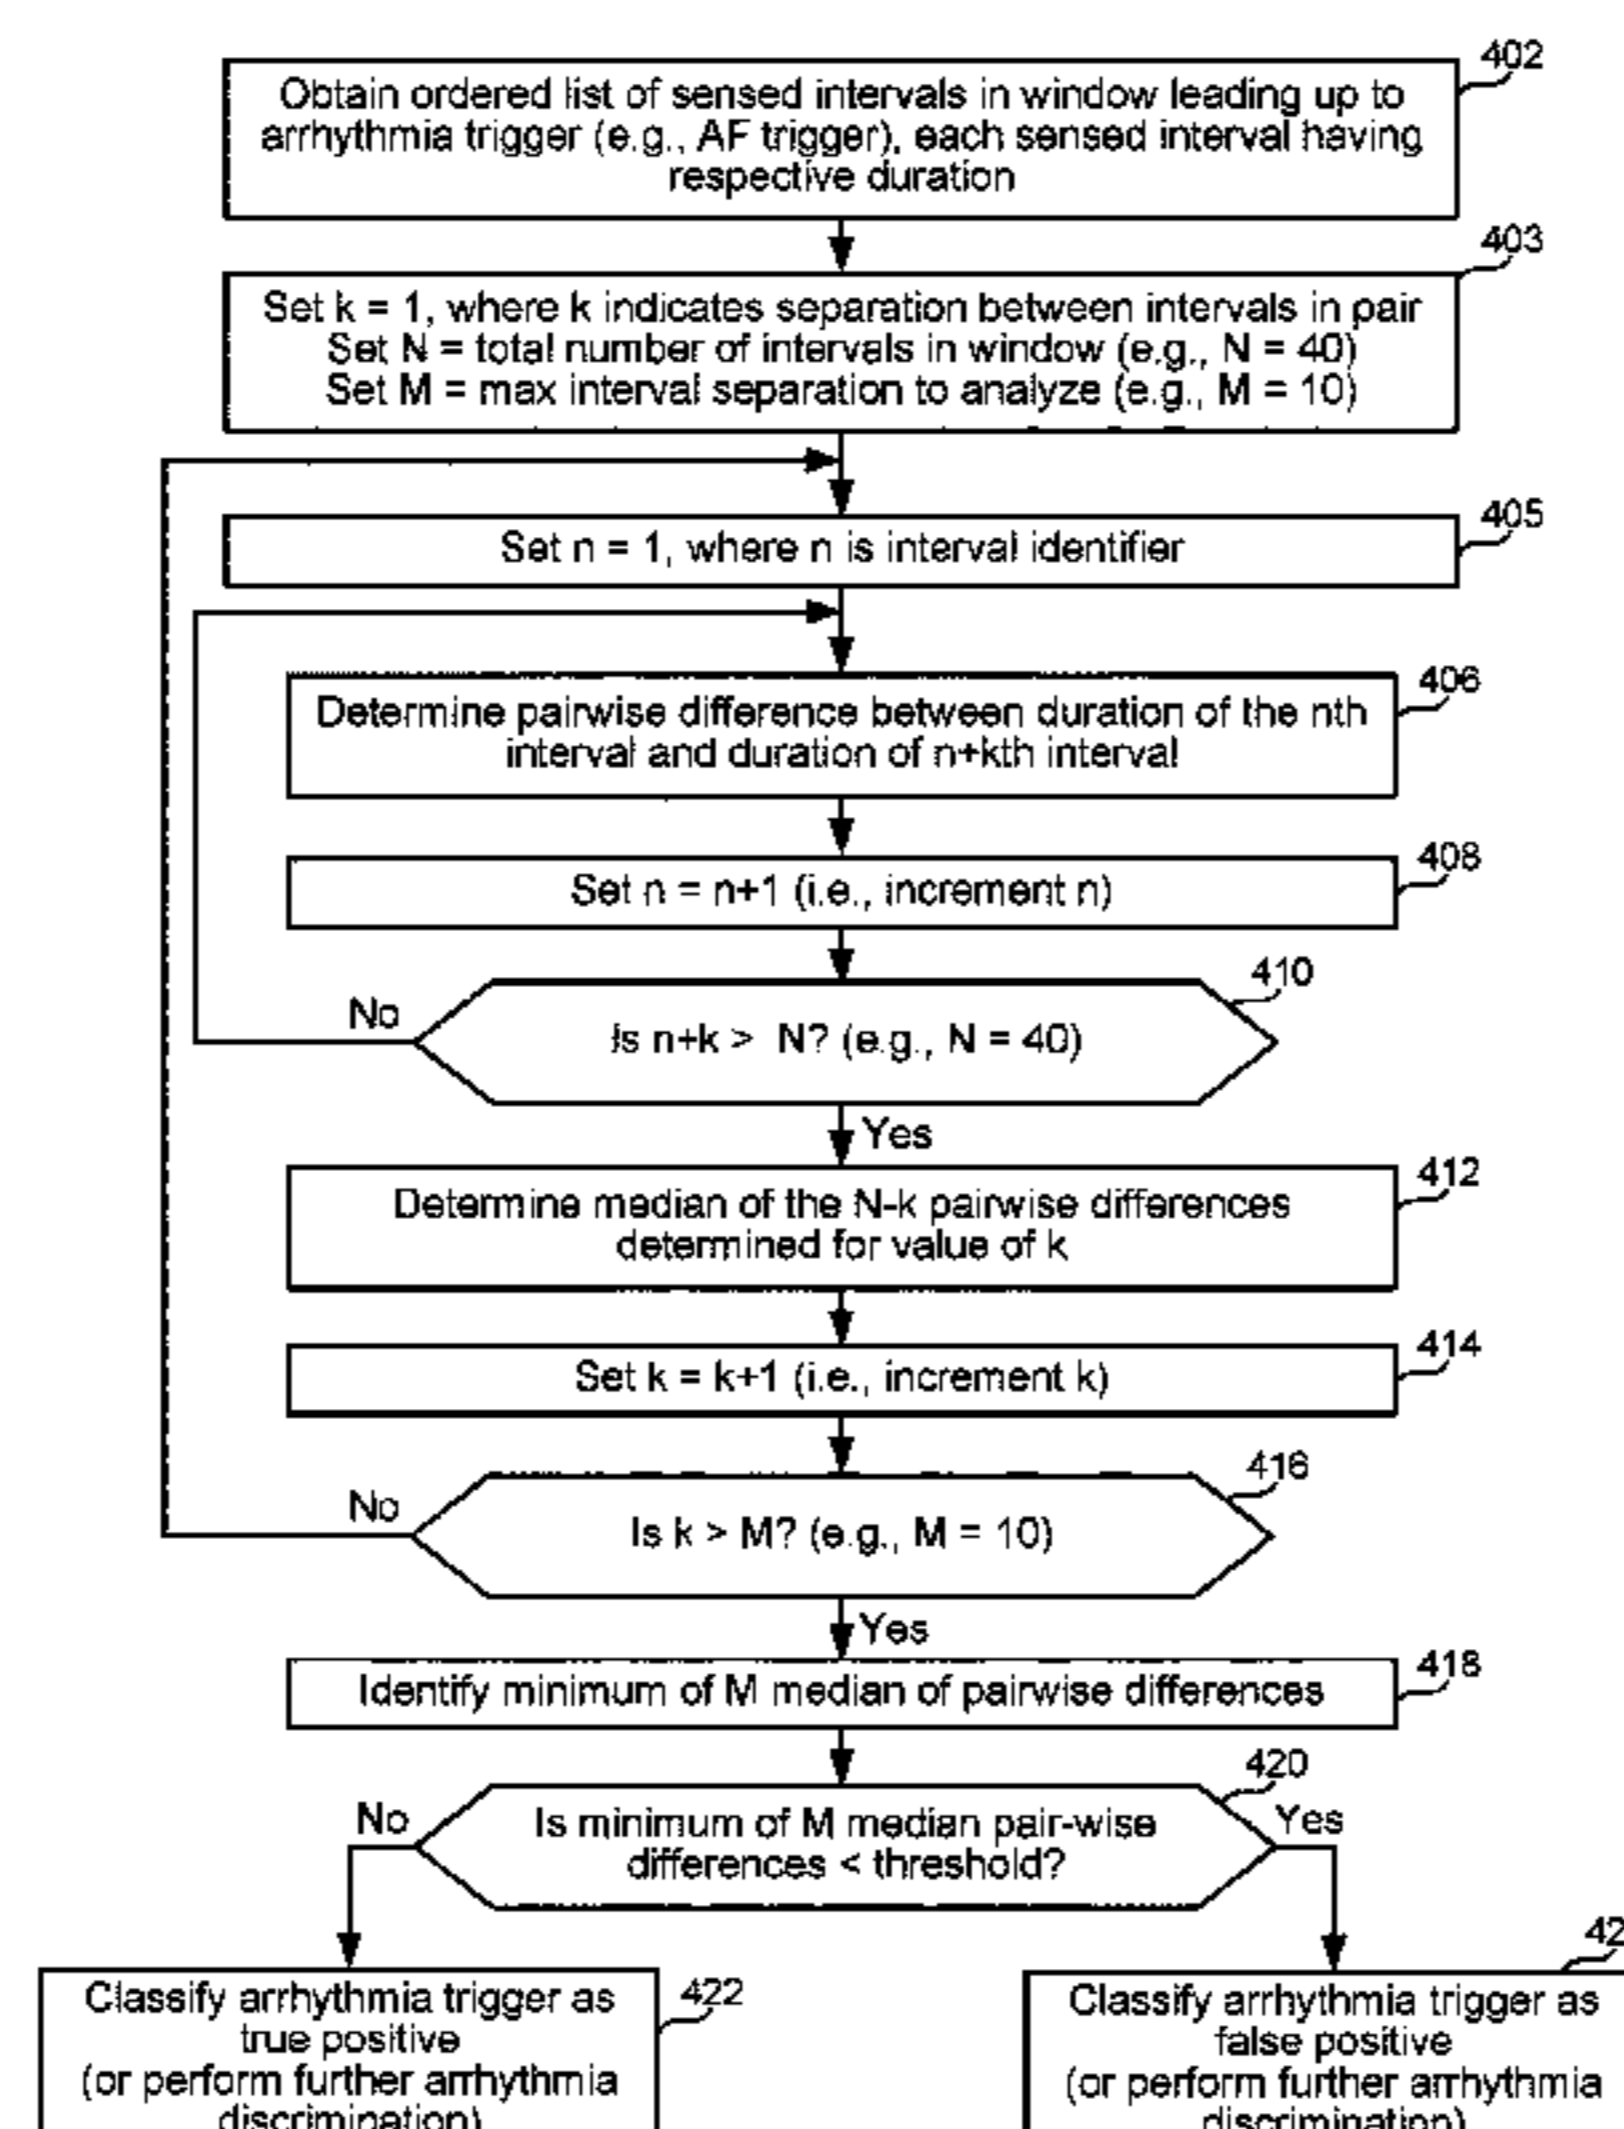 402
Obtain ordered list of sensed intervals in window leading up to
arrhythmia trigger (e.g., AF trigger), each sensed interval having
respective duration
403
Set k = 1, where k indicates separation between intervals in pair
Set N = total number of intervals in window (e.g., N = 40)
Set M = max interval separation to analyze (e.g., M = 10)
405
Set n = 1, where n is interval identifier
406
Determine pairwise difference between duration of the nth
interval and duration of n+kth interval
408
Set n = n+1 (i.e., increment n)
410
No
Is n+k > N? (e.g., N = 40)
Yes
412
Determine median of the N-k pairwise differences
determined for value of k
414
Set k = k+1 (i.e., increment k)
416
No
Is k > M? (e.g., M = 10)
Yes
418
Identify minimum of M median of pairwise differences
420
No
Is minimum of M median pair-wise
differences < threshold?
Yes
422
Classify arrhythmia trigger as
true positive
(or perform further arrhythmia
discrimination)
Classify arrhythmia trigger as
false positive
(or perform further arrhythmia
discrimination)